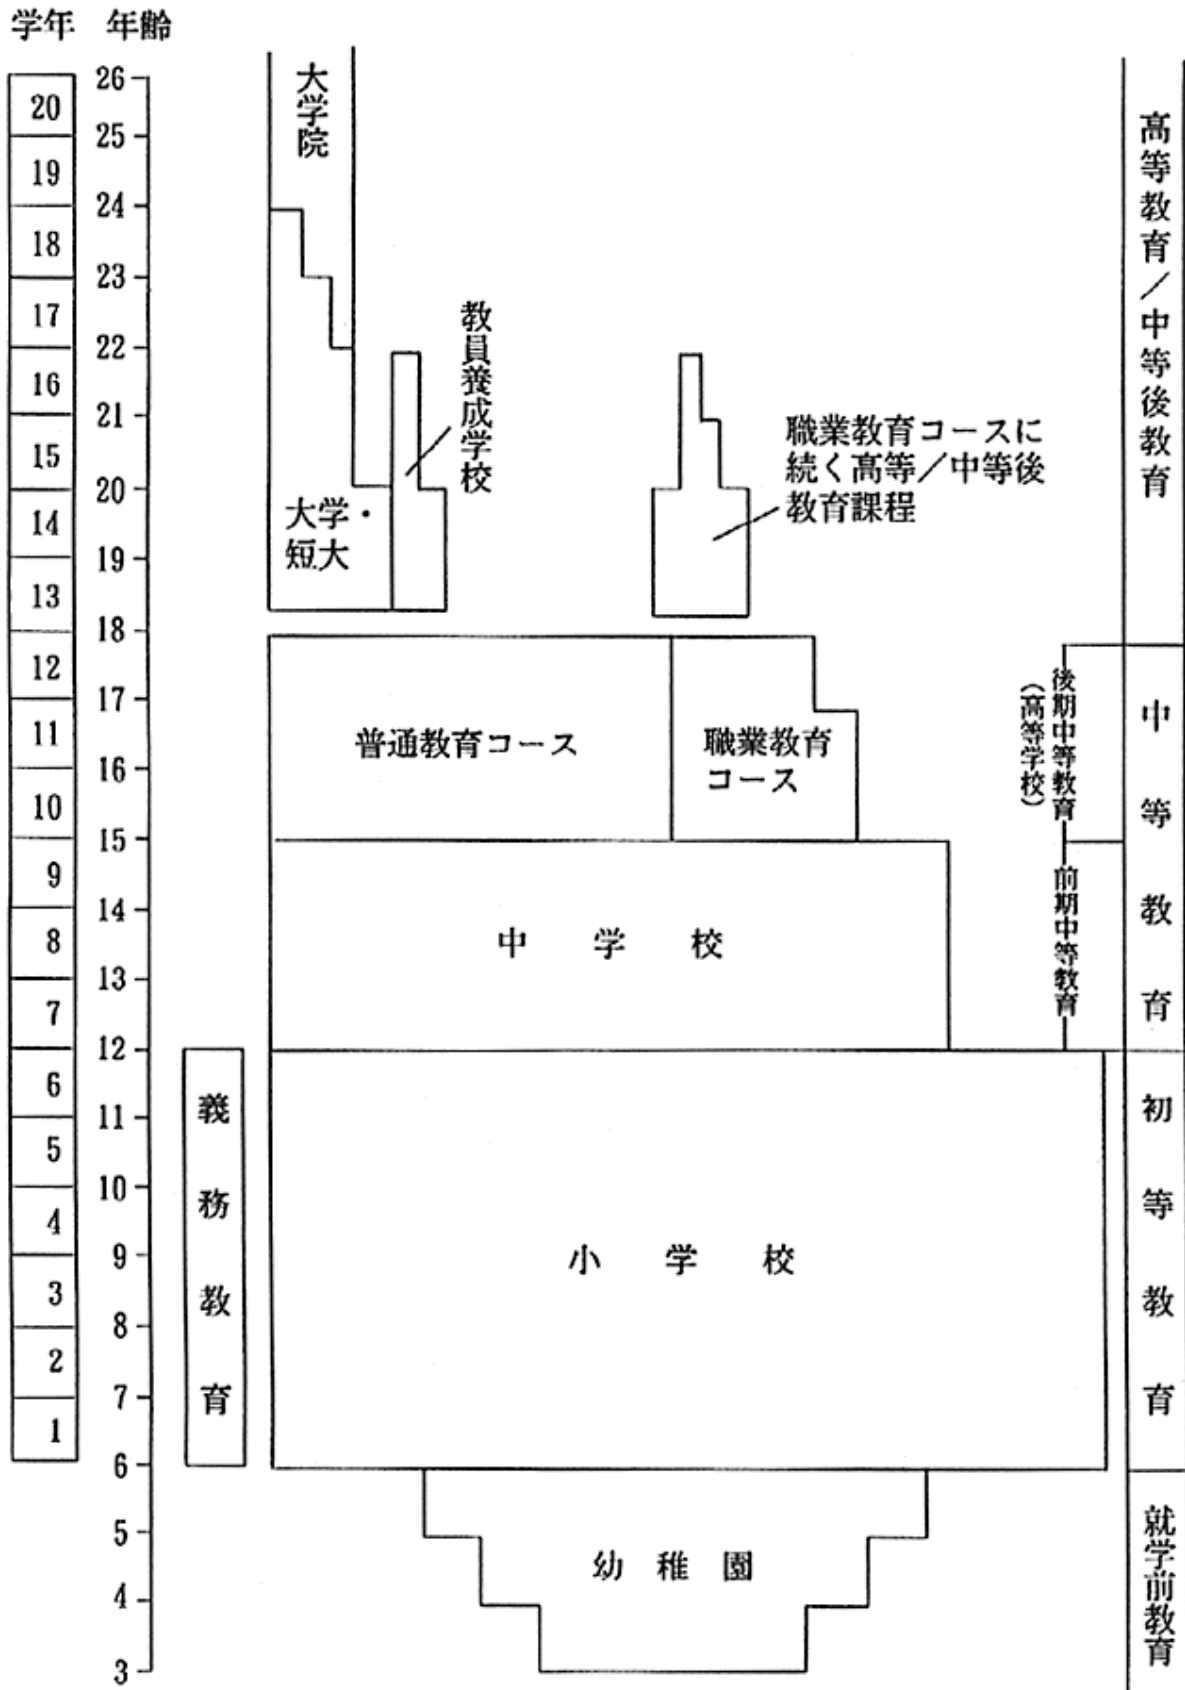 学年 年齢
20
19
18
17
16
15
14
13
12
11
10
9
8
7
6
5
4
3
2
1
26
25
24
23
22
21
20
19
18
17
16
15
14
13
12
11
10
9
8
7
6
5
4
3
義務教育
大学院
大学・
短大
教員養成学校
職業教育コースに
続く高等/中等後
教育課程
普通教育コース
職業教育
コース
中学校
小学校
幼稚園
後期中等教育
(高等学校)
前期中等教育
高等教育/中等後教育
中等教育
初等教育
就学前教育